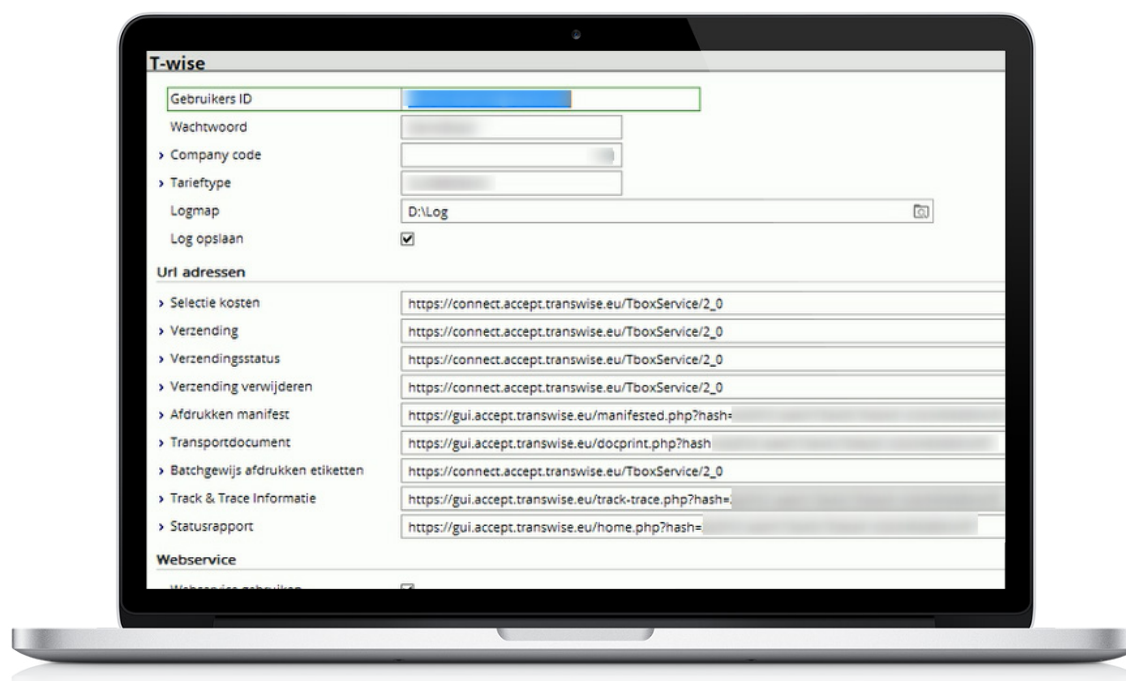 T-wise
Gebruikers ID
Wachtwoord
Company code
Tarieftype
Logmap D:\Log
Log opslaan
Url adressen
Selectie kosten https://connect.accept.transwise.eu/TboxService/2_0
Verzending https://connect.accept.transwise.eu/TboxService/2_0
Verzendingsstatus https://connect.accept.transwise.eu/TboxService/2_0
Verzending verwijderen https://connect.accept.transwise.eu/TboxService/2_0
Afdrukken manifest https://gui.accept.transwise.eu/manifested.php?hash=
Transportdocument https://gui.accept.transwise.eu/docprint.php?hash
Batchgewijs afdrukken etiketten https://connect.accept.transwise.eu/TboxService/2_0
Track & Trace Informatie https://gui.accept.transwise.eu/track-trace.php?hash=
Statusrapport https://gui.accept.transwise.eu/home.php?hash=
Webservice
Webservice gebruiken